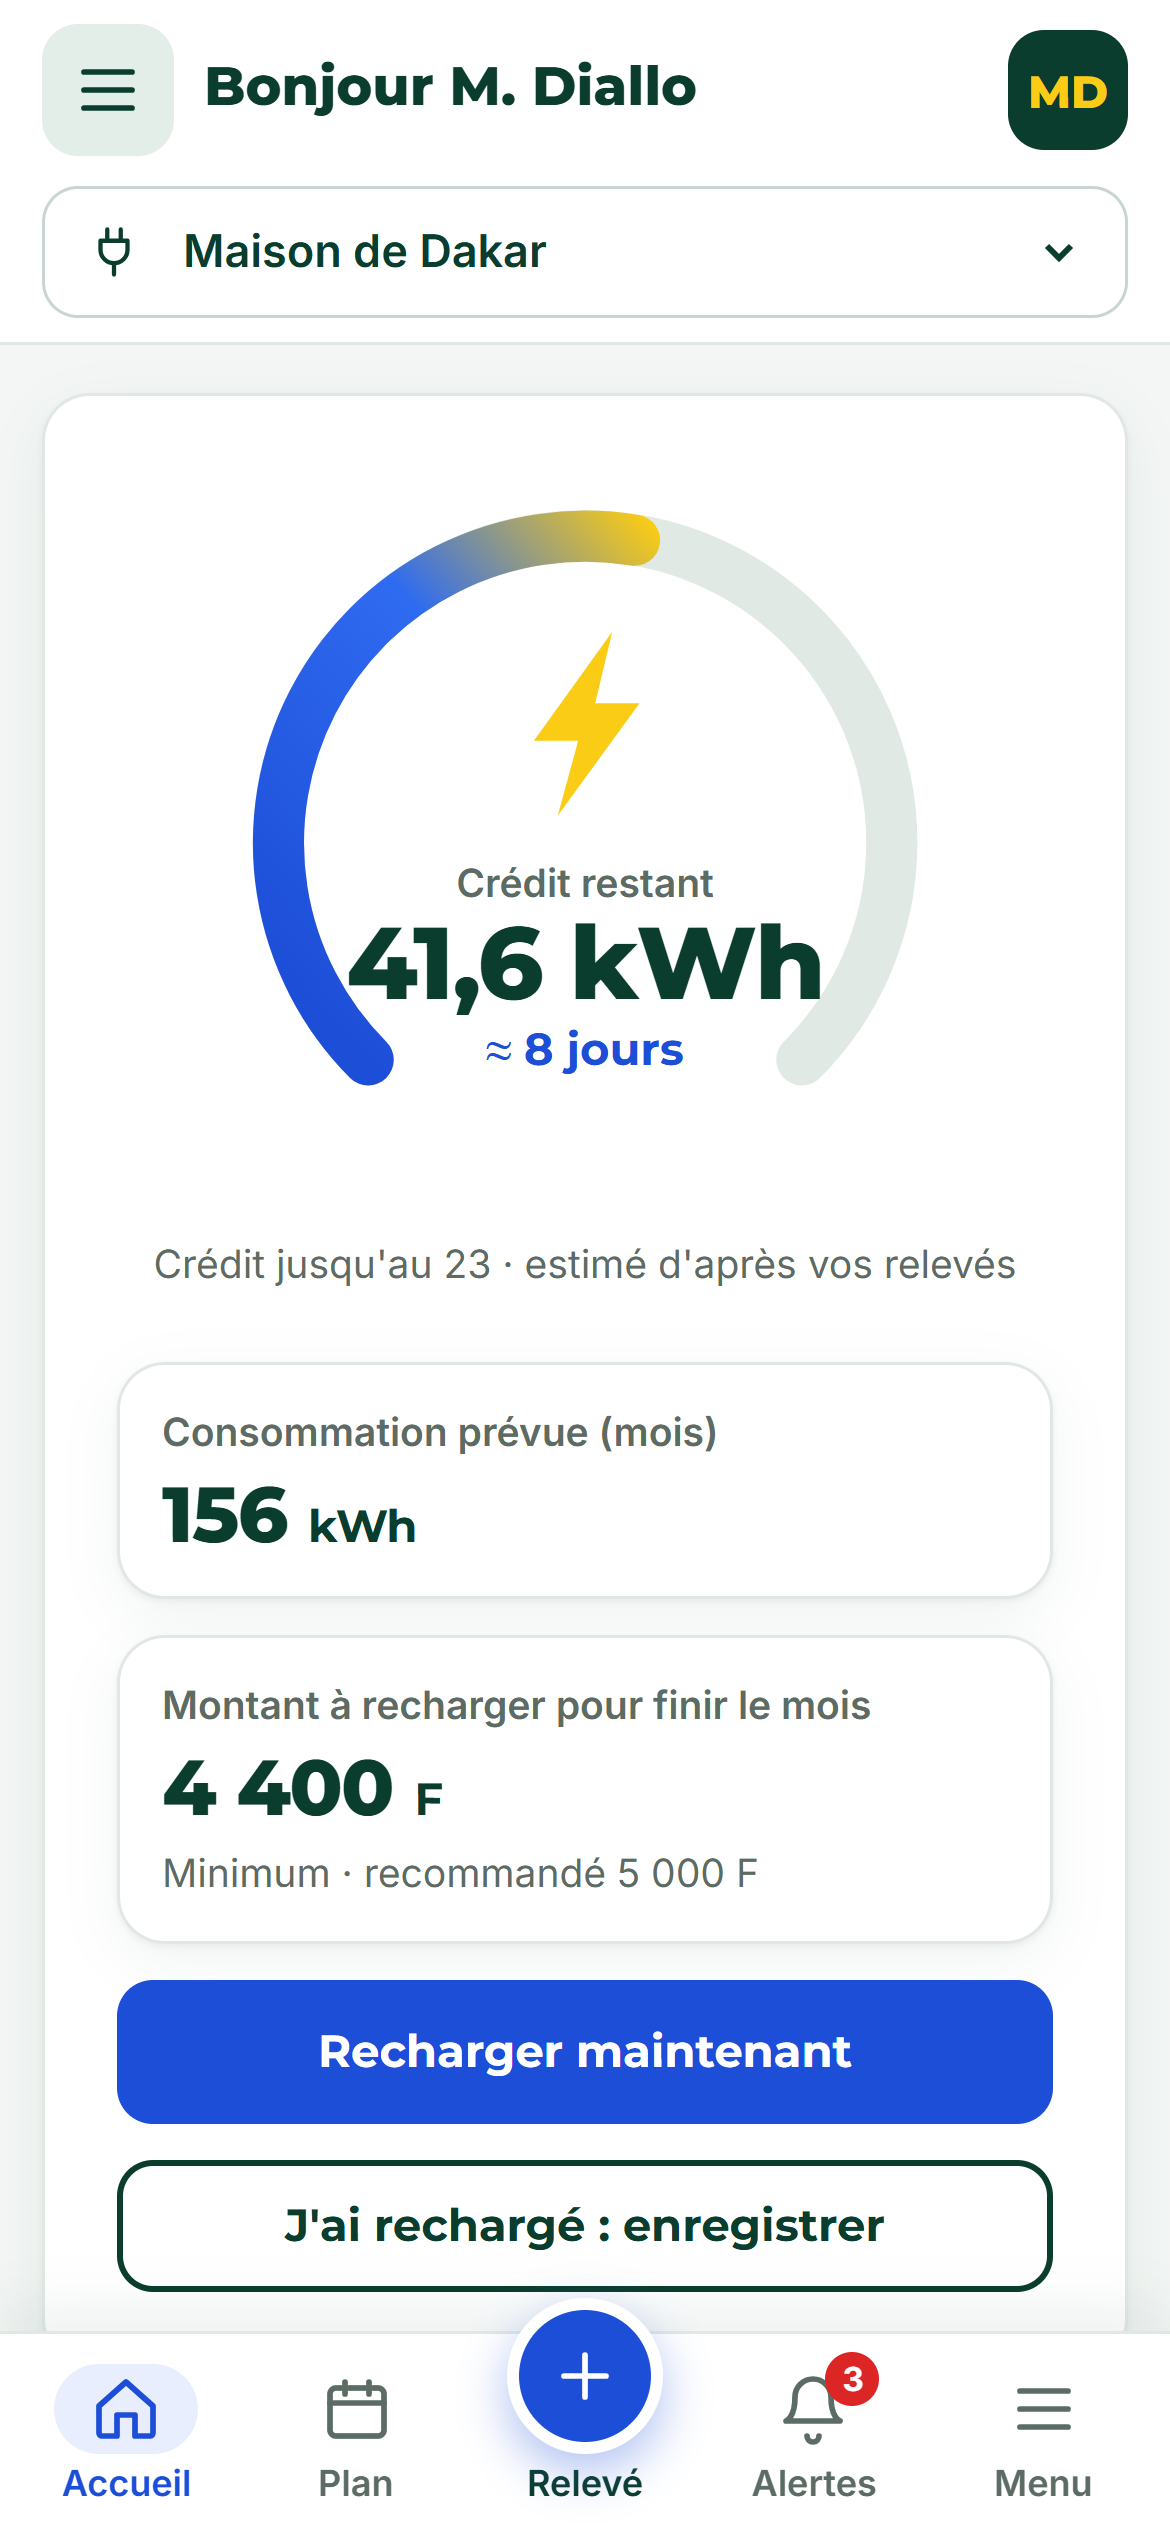 Bonjour M. Diallo
MD
Maison de Dakar
Crédit restant
41,6 kWh
≈ 8 jours
Crédit jusqu'au 23 · estimé d'après vos relevés
Consommation prévue (mois)
156 kWh
Montant à recharger pour finir le mois
4 400 F
Minimum · recommandé 5 000 F
Recharger maintenant
J'ai rechargé : enregistrer
3
Accueil
Plan
Relevé
Alertes
Menu